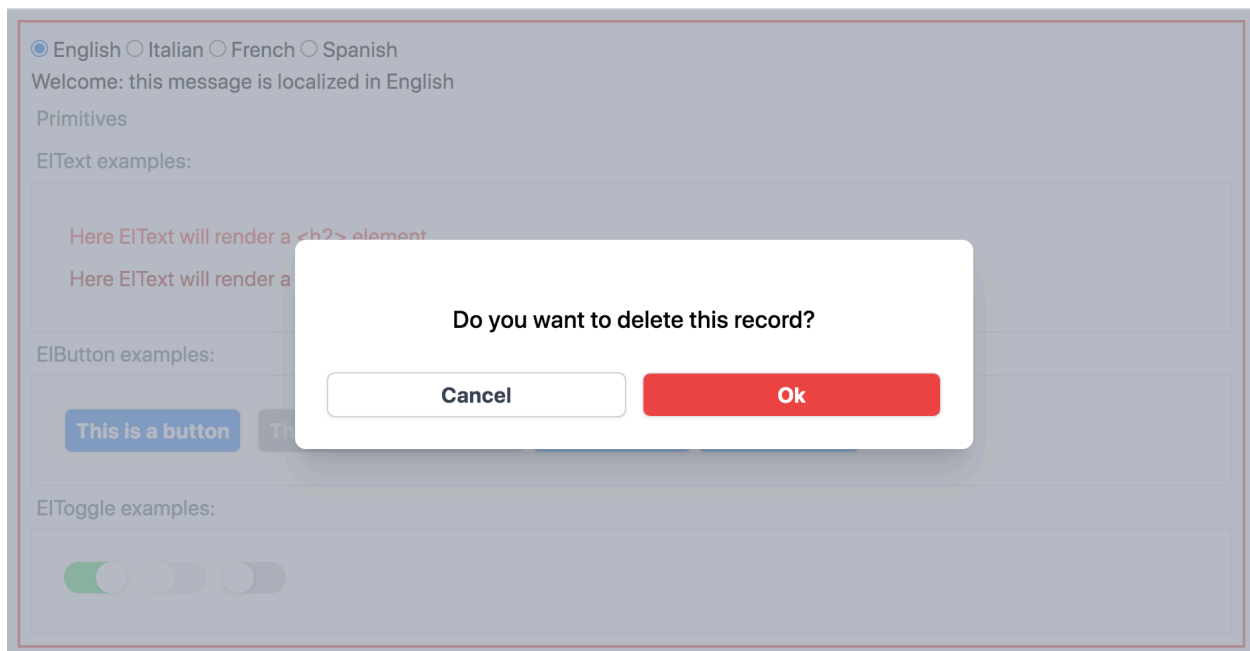 English Italian French Spanish
Welcome: this message is localized in English
Primitives
ElText examples:
Here ElText will render a <h2> element
Here ElText will render a
Do you want to delete this record?
ElButton examples:
Cancel Ok
This is a button Th
ElToggle examples: